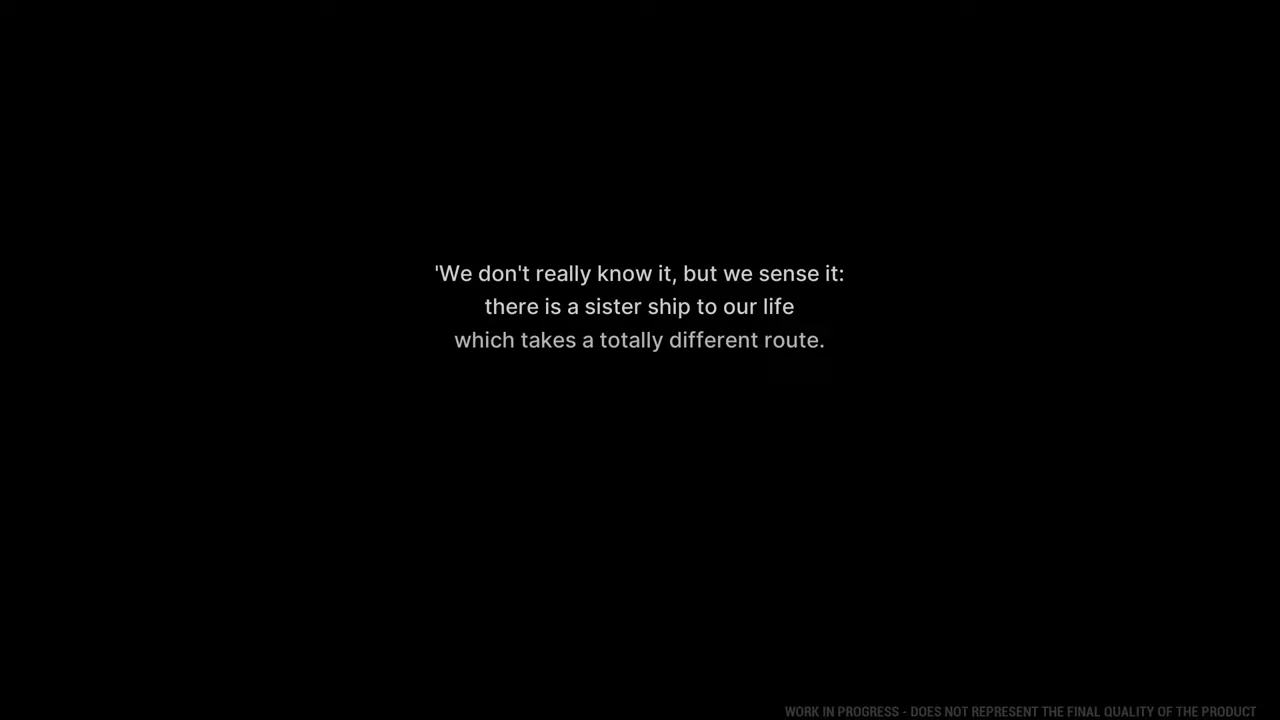 'We don't really know it, but we sense it:
there is a sister ship to our life
which takes a totally different route.
WORK IN PROGRESS - DOES NOT REPRESENT THE FINAL QUALITY OF THE PRODUCT